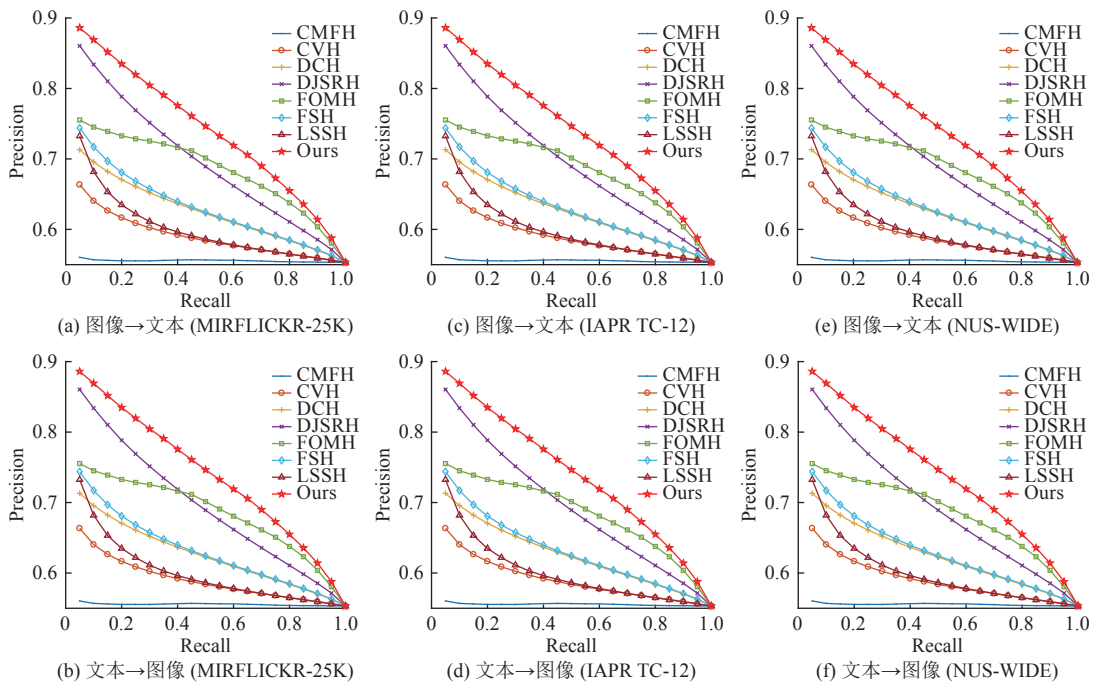 0.9
0.8
0.7
0.6
Precision
CMFH
CVH
DCH
DJSRH
FOMH
FSH
LSSH
Ours
0 0.2 0.4 0.6 0.8 1.0
Recall
(a) 图像→文本 (MIRFLICKR-25K)
0.9
0.8
0.7
0.6
Precision
CMFH
CVH
DCH
DJSRH
FOMH
FSH
LSSH
Ours
0 0.2 0.4 0.6 0.8 1.0
Recall
(c) 图像→文本 (IAPR TC-12)
0.9
0.8
0.7
0.6
Precision
CMFH
CVH
DCH
DJSRH
FOMH
FSH
LSSH
Ours
0 0.2 0.4 0.6 0.8 1.0
Recall
(e) 图像→文本 (NUS-WIDE)
0.9
0.8
0.7
0.6
Precision
CMFH
CVH
DCH
DJSRH
FOMH
FSH
LSSH
Ours
0 0.2 0.4 0.6 0.8 1.0
Recall
(b) 文本→图像 (MIRFLICKR-25K)
0.9
0.8
0.7
0.6
Precision
CMFH
CVH
DCH
DJSRH
FOMH
FSH
LSSH
Ours
0 0.2 0.4 0.6 0.8 1.0
Recall
(d) 文本→图像 (IAPR TC-12)
0.9
0.8
0.7
0.6
Precision
CMFH
CVH
DCH
DJSRH
FOMH
FSH
LSSH
Ours
0 0.2 0.4 0.6 0.8 1.0
Recall
(f) 文本→图像 (NUS-WIDE)